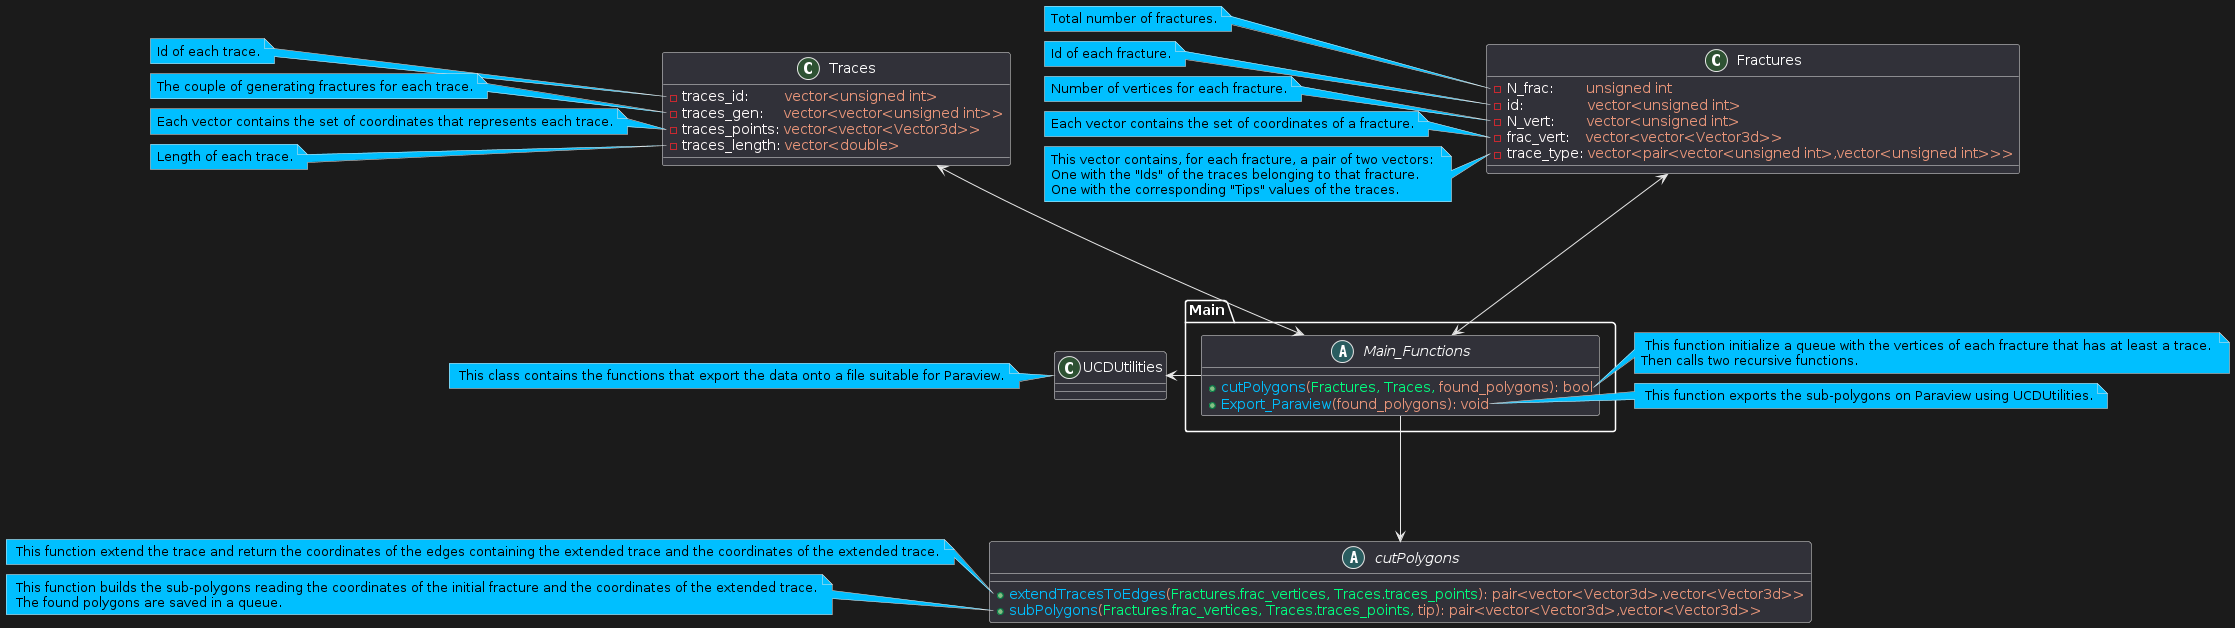 Id of each trace.
The couple of generating fractures for each trace.
Each vector contains the set of coordinates that represents each trace.
Length of each trace.
C Traces
traces_id: vector<unsigned int>
traces_gen: vector<vector<unsigned int>>
traces_points: vector<vector<Vector3d>>
traces_length: vector<double>
Total number of fractures.
Id of each fracture.
Number of vertices for each fracture.
Each vector contains the set of coordinates of a fracture.
This vector contains, for each fracture, a pair of two vectors:
One with the "Ids" of the traces belonging to that fracture.
One with the corresponding "Tips" values of the traces.
C Fractures
N_frac: unsigned int
id: vector<unsigned int>
N_vert: vector<unsigned int>
frac_vert: vector<vector<Vector3d>>
trace_type: vector<pair<vector<unsigned int>,vector<unsigned int>>>
Main
A Main_Functions
cutPolygons(Fractures, Traces, found_polygons): bool
Export_Paraview(found_polygons): void
This function initialize a queue with the vertices of each fracture that has at least a trace.
Then calls two recursive functions.
This function exports the sub-polygons on Paraview using UCDUtilities.
This class contains the functions that export the data onto a file suitable for Paraview.
C UCDUtilities
This function extend the trace and return the coordinates of the edges containing the extended trace and the coordinates of the extended trace.
This function builds the sub-polygons reading the coordinates of the initial fracture and the coordinates of the extended trace.
The found polygons are saved in a queue.
A cutPolygons
extendTracesToEdges(Fractures.frac_vertices, Traces.traces_points): pair<vector<Vector3d>,vector<Vector3d>>
subPolygons(Fractures.frac_vertices, Traces.traces_points, tip): pair<vector<Vector3d>,vector<Vector3d>>